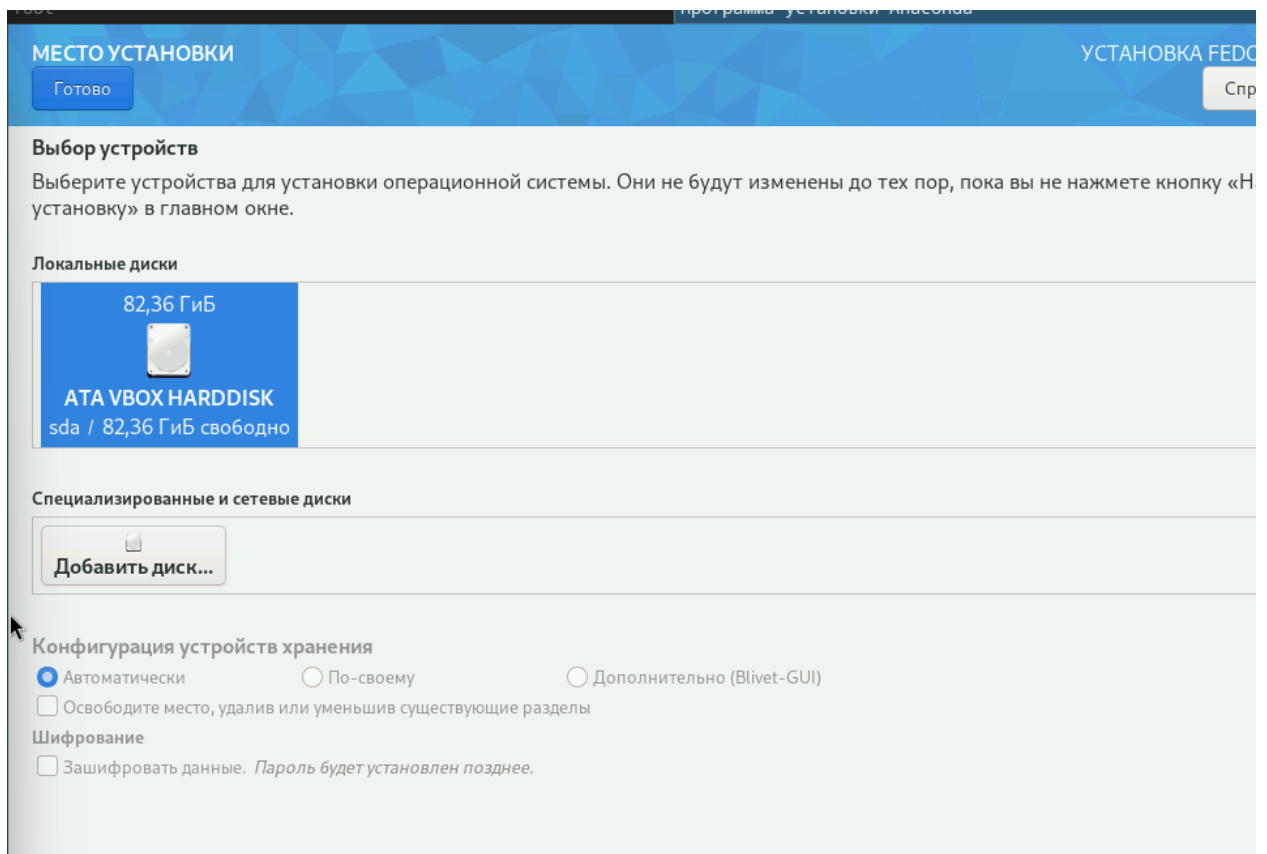 программа установки Anaconda
МЕСТО УСТАНОВКИ
УСТАНОВКА FEDO
Готово
Спр
Выбор устройств
Выберите устройства для установки операционной системы. Они не будут изменены до тех пор, пока вы не нажмете кнопку «Н
установку» в главном окне.
Локальные диски
82,36 ГиБ
ATA VBOX HARDDISK
sda / 82,36 ГиБ свободно
Специализированные и сетевые диски
Добавить диск...
Конфигурация устройств хранения
Автоматически
По-своему
Дополнительно (Blivet-GUI)
Освободите место, удалив или уменьшив существующие разделы
Шифрование
Зашифровать данные. Пароль будет установлен позднее.